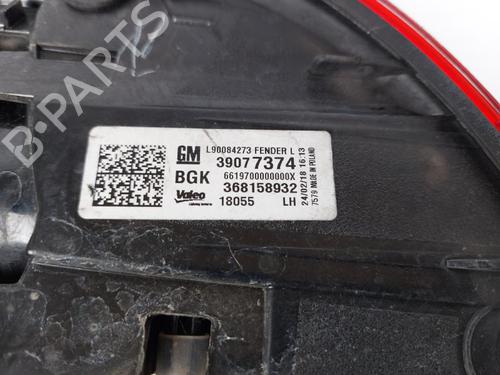 B-PARTS
L90084273 FENDER L
GM 39077374
BGK 6619700000000X
368158932
Valeo 18055 LH
24/02/18 16:13
7579 MADE IN POLAND